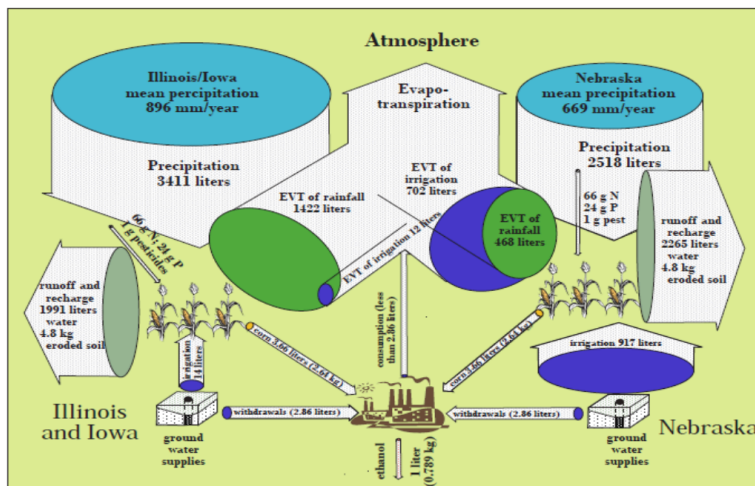 Atmosphere
Illinois/Iowa
mean percipitation
896 mm/year
Evapo-
transpiration
Nebraska
mean precipitation
669 mm/year
Precipitation
3411 liters
EVT of rainfall
1422 liters
EVT of
irrigation
702 liters
Precipitation
2518 liters
66 g N; 24 g P
1 g pesticides
EVT of irrigation 12 liters
EVT of
rainfall
468 liters
66 g N
24 g P
1 g pest
runoff and
recharge
2265 liters
water
4.8 kg
eroded soil
runoff and
recharge
1991 liters
water
4.8 kg
eroded soil
irrigation
14 liters
corn 3.66 liters (2.64 kg)
consumption (less
than 2.86 liters)
corn 3.66 liters (2.64 kg)
irrigation 917 liters
Illinois
and Iowa
withdrawals (2.86 liters)
withdrawals (2.86 liters)
Nebraska
ground
water
supplies
ethanol
1 liter
(0.789 kg)
ground
water
supplies